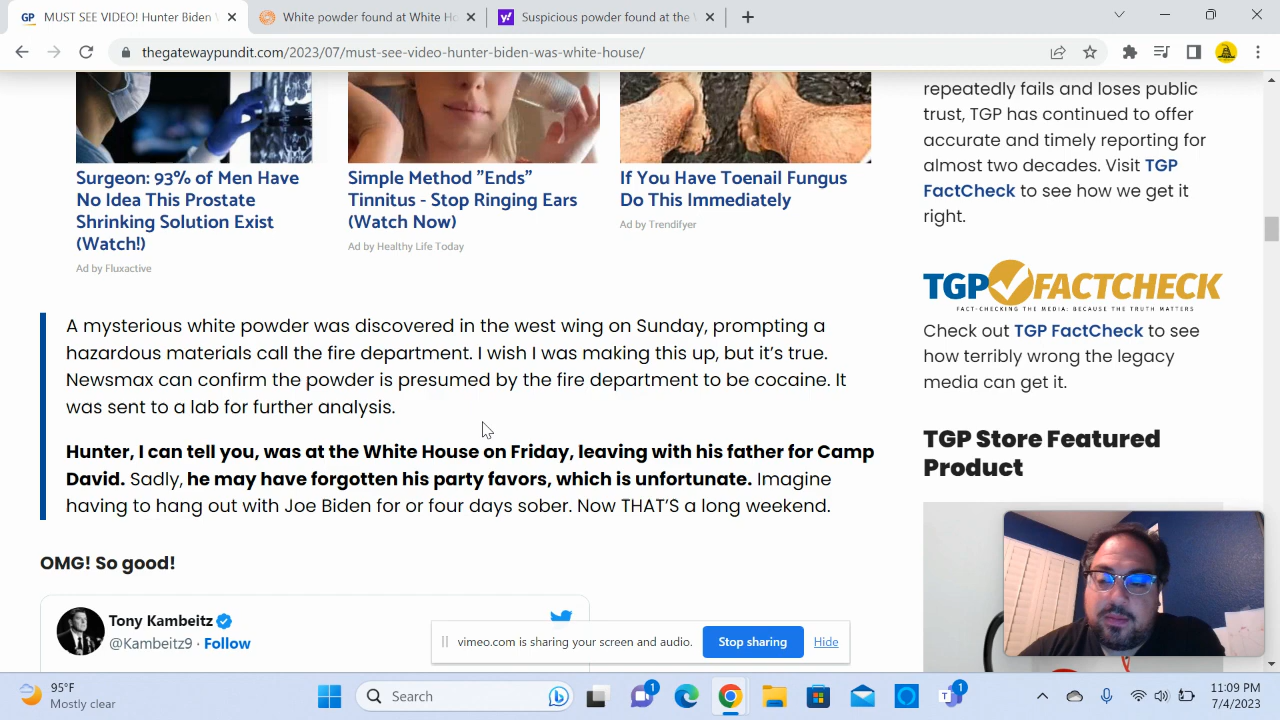 MUST SEE VIDEO! Hunter Biden W
White powder found at White Ho
Suspicious powder found at the
thegatewaypundit.com/2023/07/must-see-video-hunter-biden-was-white-house/
Surgeon: 93% of Men Have
No Idea This Prostate
Shrinking Solution Exist
(Watch!)
Ad by Fluxactive
Simple Method "Ends"
Tinnitus - Stop Ringing Ears
(Watch Now)
Ad by Healthy Life Today
If You Have Toenail Fungus
Do This Immediately
Ad by Trendifyer
A mysterious white powder was discovered in the west wing on Sunday, prompting a
hazardous materials call the fire department. I wish I was making this up, but it's true.
Newsmax can confirm the powder is presumed by the fire department to be cocaine. It
was sent to a lab for further analysis.
Hunter, I can tell you, was at the White House on Friday, leaving with his father for Camp
David. Sadly, he may have forgotten his party favors, which is unfortunate. Imagine
having to hang out with Joe Biden for or four days sober. Now THAT'S a long weekend.
OMG! So good!
Tony Kambeitz
@Kambeitz9 · Follow
repeatedly fails and loses public
trust, TGP has continued to offer
accurate and timely reporting for
almost two decades. Visit TGP
FactCheck to see how we get it
right.
TGP FACTCHECK
FACT-CHECKING THE MEDIA: BECAUSE THE TRUTH MATTERS
Check out TGP FactCheck to see
how terribly wrong the legacy
media can get it.
TGP Store Featured
Product
vimeo.com is sharing your screen and audio.
Stop sharing
Hide
95°F
Mostly clear
Search
1
1
11:09 PM
7/4/2023